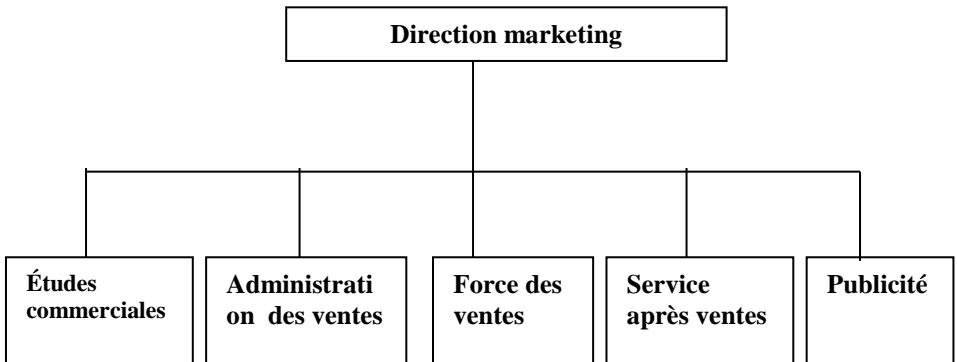 Direction marketing
Études
commerciales
Administrati
on des ventes
Force des
ventes
Service
après ventes
Publicité